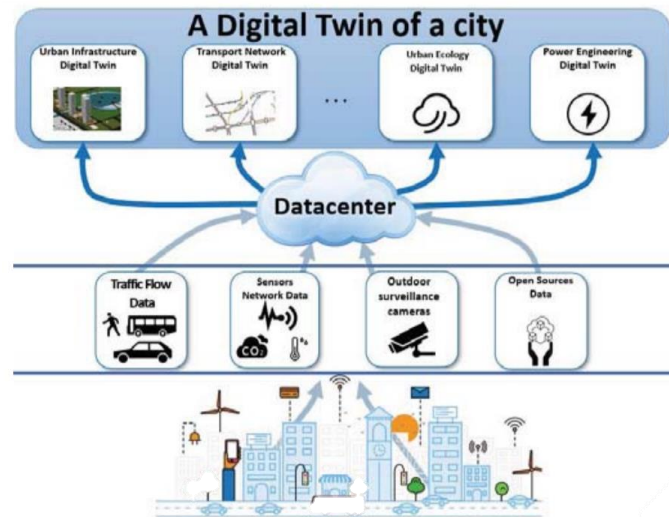 A Digital Twin of a city
Urban Infrastructure
Digital Twin
Transport Network
Digital Twin
...
Urban Ecology
Digital Twin
Power Engineering
Digital Twin
Datacenter
Traffic Flow
Data
Sensors
Network Data
CO2
Outdoor
surveillance
cameras
Open Sources
Data